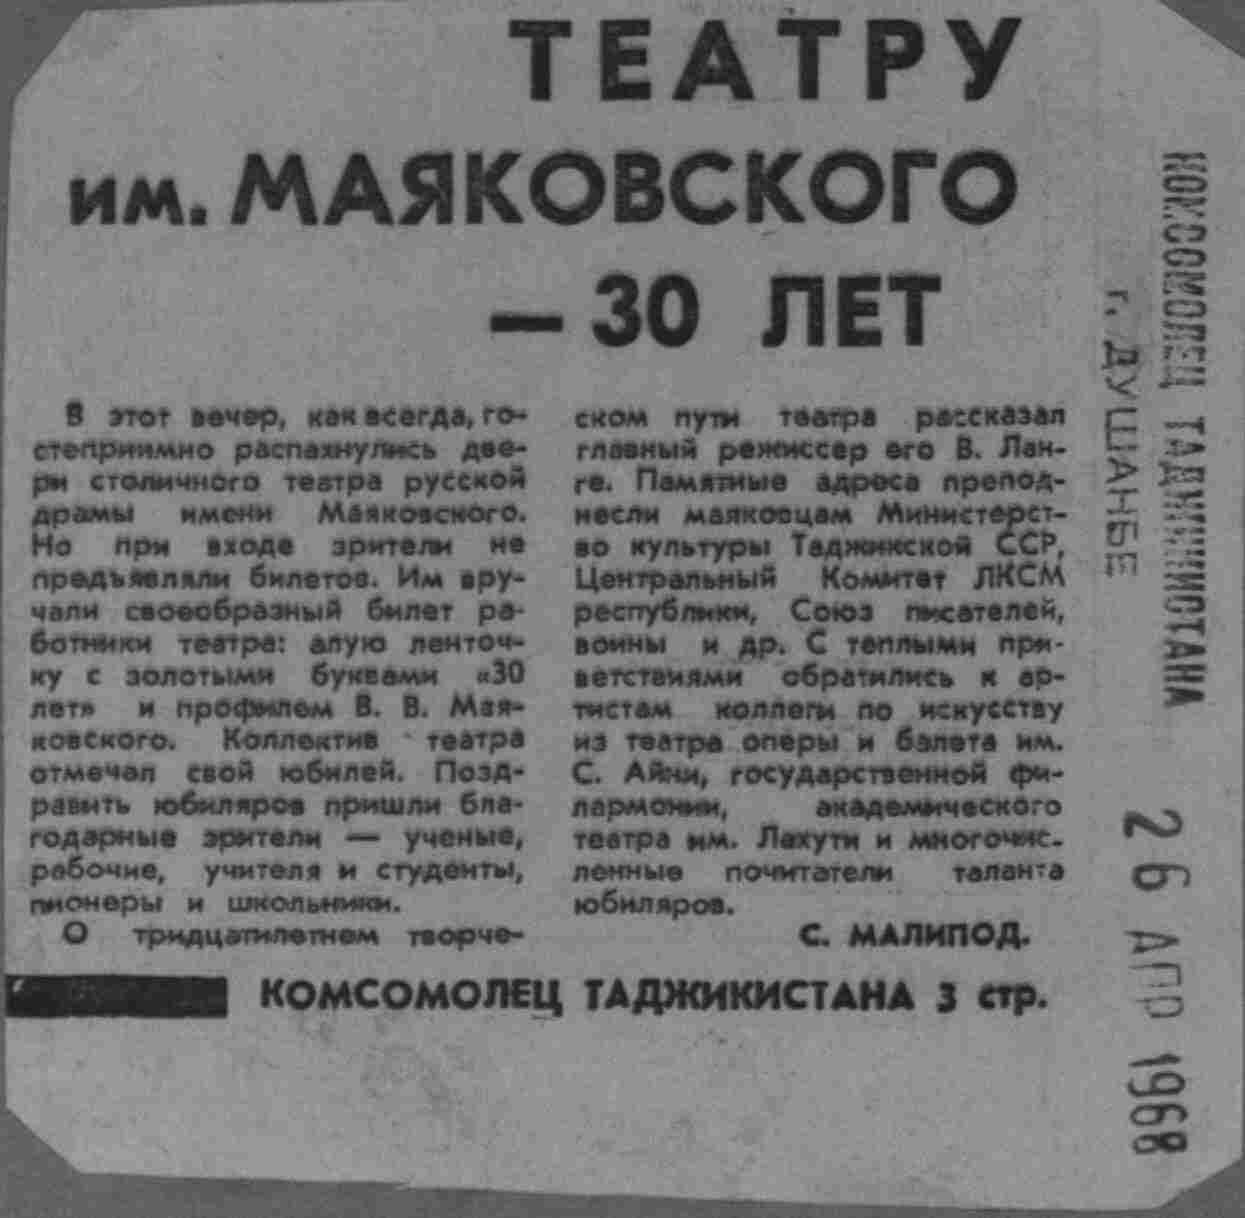 ТЕАТРУ
им. МАЯКОВСКОГО
— 30 ЛЕТ
В этот вечер, как всегда, го-
степриимно распахнулись две-
ри столичного театра русской
драмы имени Маяковского.
Но при входе зрители не
предъявляли билетов. Им вру-
чали своеобразный билет ра-
ботники театра: алую ленточ-
ку с золотыми буквами «30
лет» и профилем В. В. Мая-
ковского. Коллектив театра
отмечал свой юбилей. Позд-
равить юбиляров пришли бла-
годарные зрители — ученые,
рабочие, учителя и студенты,
пионеры и школьники.
О тридцатилетнем творче-
ском пути театра рассказал
главный режиссер его В. Лан-
ге. Памятные адреса препод-
несли маяковцам Министерст-
во культуры Таджикской ССР,
Центральный Комитет ЛКСМ
республики, Союз писателей,
воины и др. С теплыми при-
ветствиями обратились к ар-
тистам коллеги по искусству
из театра оперы и балета им.
С. Айни, государственной фи-
лармонии, академического
театра им. Лахути и многочис-
ленные почитатели таланта
юбиляров.
С. МАЛИПОД.
КОМСОМОЛЕЦ ТАДЖИКИСТАНА 3 стр.
КОМСОМОЛЕЦ ТАДЖИКИСТАНА
г. ДУШАНБЕ
26 АПР 1968